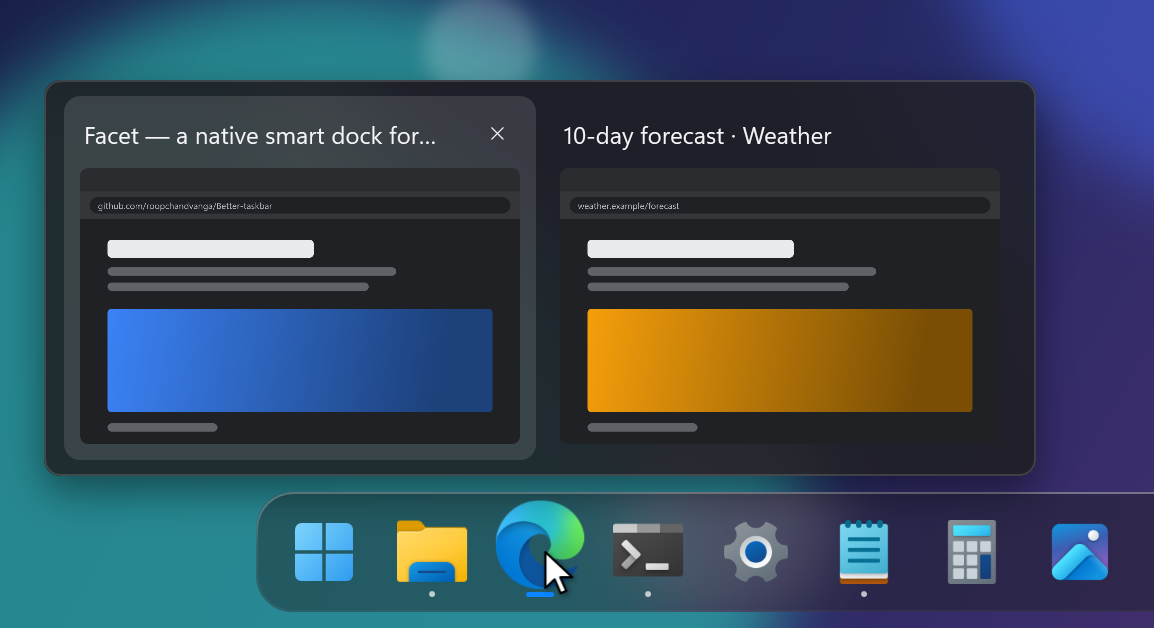 Facet — a native smart dock for...
10-day forecast · Weather
github.com/roopchandvanga/Better-taskbar
weather.example/forecast